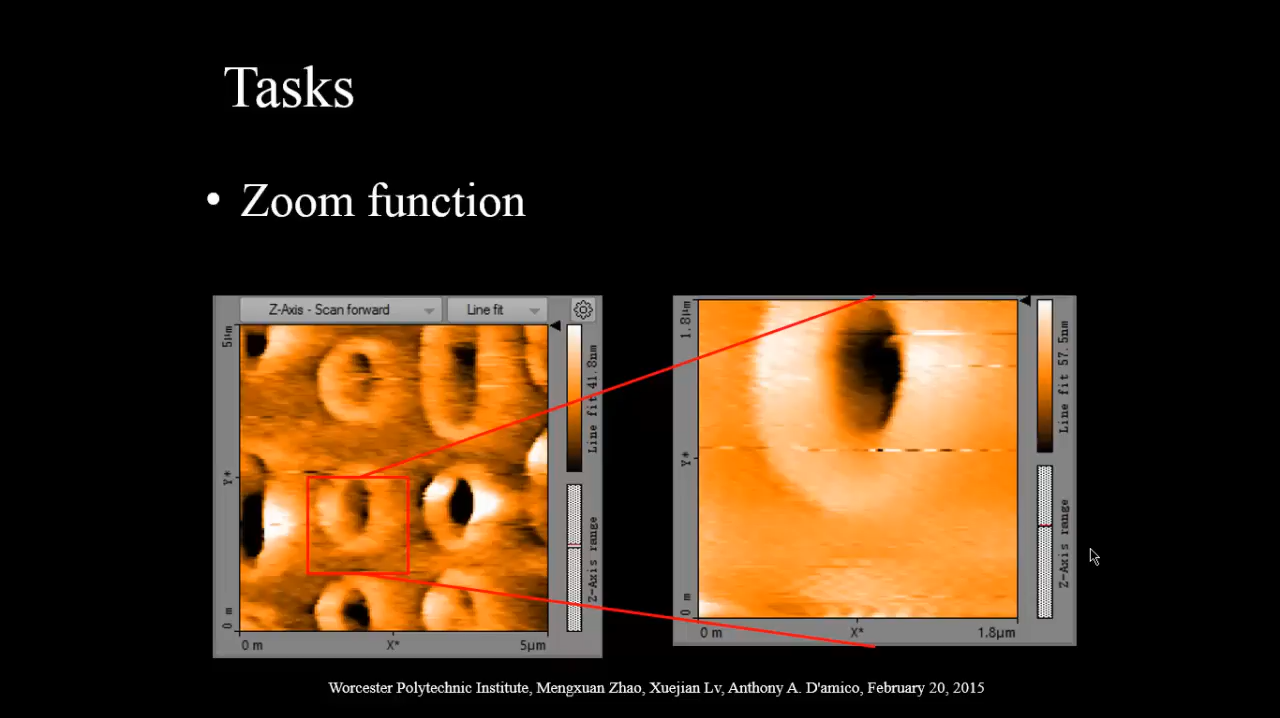 Tasks
• Zoom function
Z-Axis - Scan forward
Line fit
5µm
Line fit 41.8nm
Y*
Z-Axis range
0 m
0 m
X*
5µm
1.8µm
Line fit 57.5nm
Y*
Z-Axis range
0 m
0 m
X*
1.8µm
Worcester Polytechnic Institute, Mengxuan Zhao, Xuejian Lv, Anthony A. D'amico, February 20, 2015